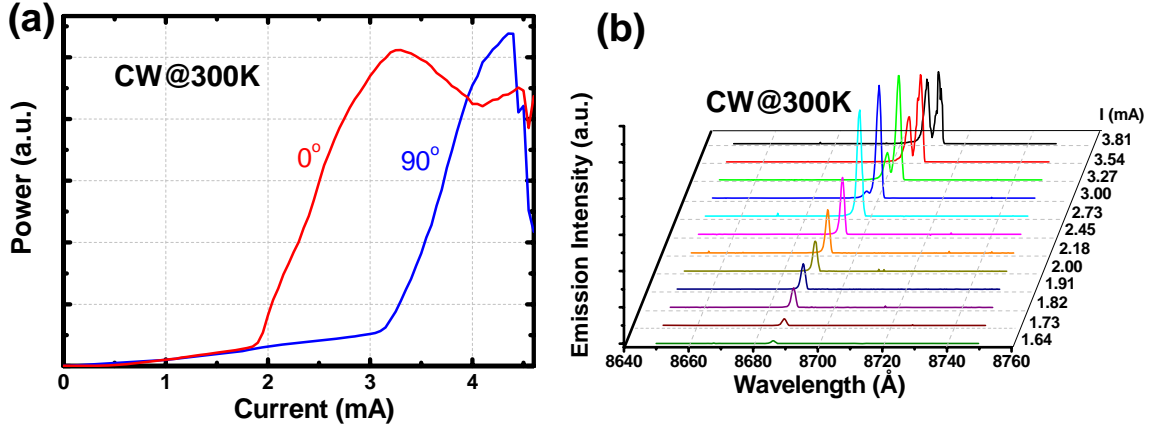 (a)
CW@300K
0°
90°
Power (a.u.)
0
1
2
3
4
Current (mA)
(b)
CW@300K
I (mA)
3.81
3.54
3.27
3.00
2.73
2.45
2.18
2.00
1.91
1.82
1.73
1.64
Emission Intensity (a.u.)
8640
8660
8680
8700
8720
8740
8760
Wavelength (Å)